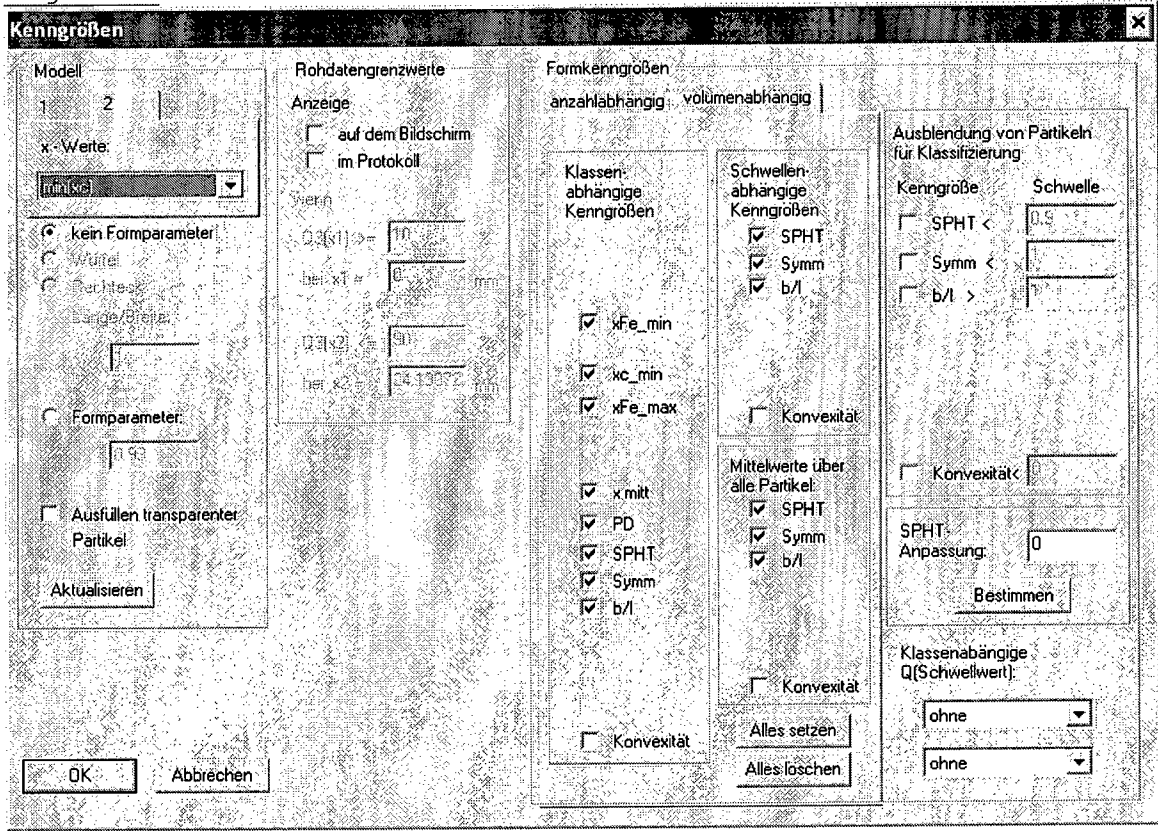 Kenngrößen
Modell
1 2
x - Werte:
min(xc)
kein Formparameter
Würfel
Rechteck
Länge/Breite:
Formparameter:
0.93
Ausfüllen transparenter
Partikel
Aktualisieren
OK
Abbrechen
Rohdatengrenzwerte
Anzeige
auf dem Bildschirm
im Protokoll
wenn
Q3(x1) >= 10
bei x1 = 0 mm
Q3(x2) <= 90
bei x2 = mm
Formkenngrößen
anzahlabhängig volumenabhängig
Klassen-
abhängige
Kenngrößen
xFe_min
xc_min
xFe_max
x mitt
PD
SPHT
Symm
b/l
Konvexität
Schwellen-
abhängige
Kenngrößen
SPHT
Symm
b/l
Konvexität
Mittelwerte über
alle Partikel:
SPHT
Symm
b/l
Konvexität
Alles setzen
Alles löschen
Ausblendung von Partikeln
für Klassifizierung
Kenngröße Schwelle
SPHT < 0.9
Symm <
b/l >
Konvexität< 0
SPHT-
Anpassung: 0
Bestimmen
Klassenabängige
Q(Schwellwert):
ohne
ohne